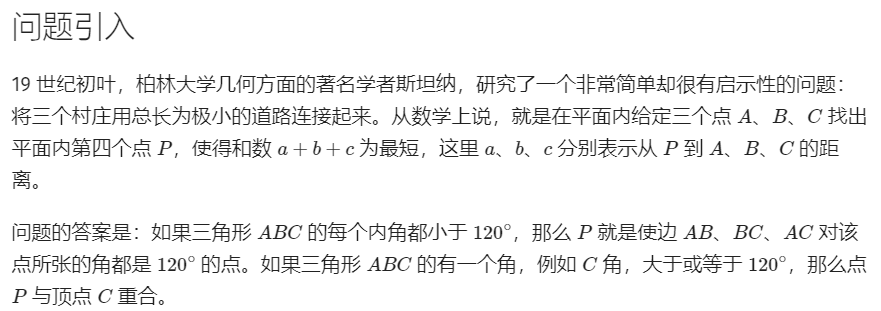 问题引入
19 世纪初叶，柏林大学几何方面的著名学者斯坦纳，研究了一个非常简单却很有启示性的问题：
将三个村庄用总长为极小的道路连接起来。从数学上说，就是在平面内给定三个点 A、B、C 找出
平面内第四个点 P，使得和数 a + b + c 为最短，这里 a、b、c 分别表示从 P 到 A、B、C 的距
离。
问题的答案是：如果三角形 ABC 的每个内角都小于 120°，那么 P 就是使边 AB、BC、AC 对该
点所张的角都是 120° 的点。如果三角形 ABC 的有一个角，例如 C 角，大于或等于 120°，那么点
P 与顶点 C 重合。